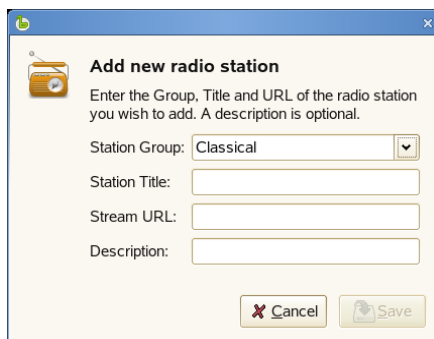 Add new radio station
Enter the Group, Title and URL of the radio station
you wish to add. A description is optional.
Station Group: Classical
Station Title:
Stream URL:
Description:
Cancel Save